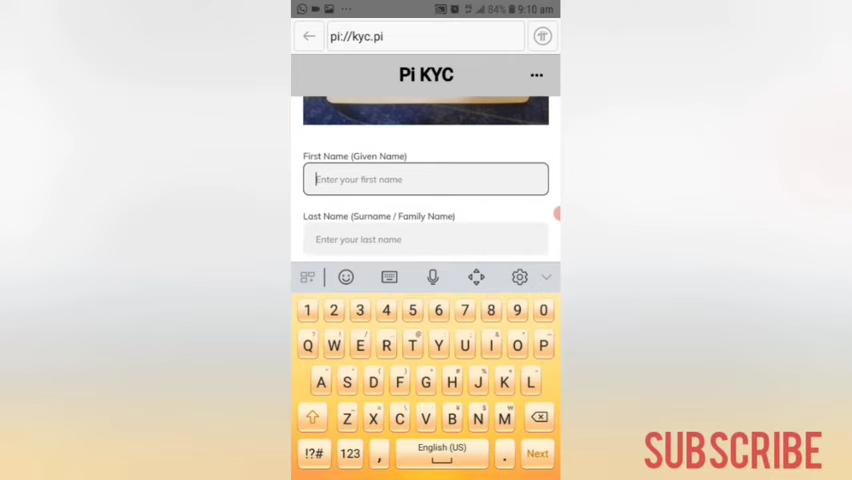 84% 9:10 am
pi://kyc.pi
Pi KYC
First Name (Given Name)
Enter your first name
Last Name (Surname / Family Name)
Enter your last name
1 2 3 4 5 6 7 8 9 0
Q W E R T Y U I O P
A S D F G H J K L
Z X C V B N M
!?# 123 , English (US) . Next
SUBSCRIBE